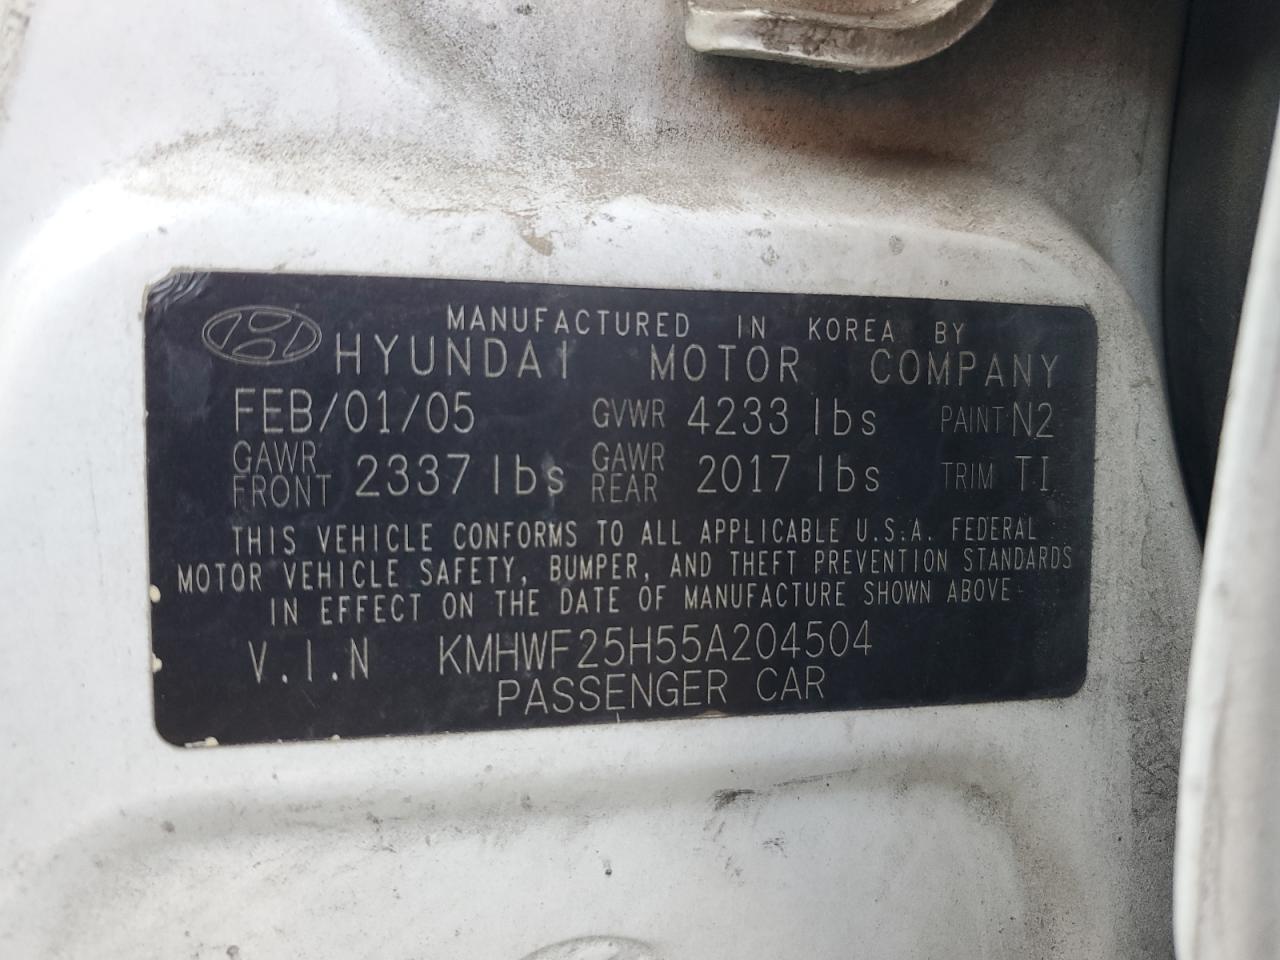 MANUFACTURED IN KOREA BY
HYUNDAI MOTOR COMPANY
FEB/01/05 GVWR 4233 lbs PAINT N2
GAWR FRONT 2337 lbs GAWR REAR 2017 lbs TRIM TI
THIS VEHICLE CONFORMS TO ALL APPLICABLE U.S.A. FEDERAL
MOTOR VEHICLE SAFETY, BUMPER, AND THEFT PREVENTION STANDARDS
IN EFFECT ON THE DATE OF MANUFACTURE SHOWN ABOVE
V.I.N KMHWF25H55A204504
PASSENGER CAR